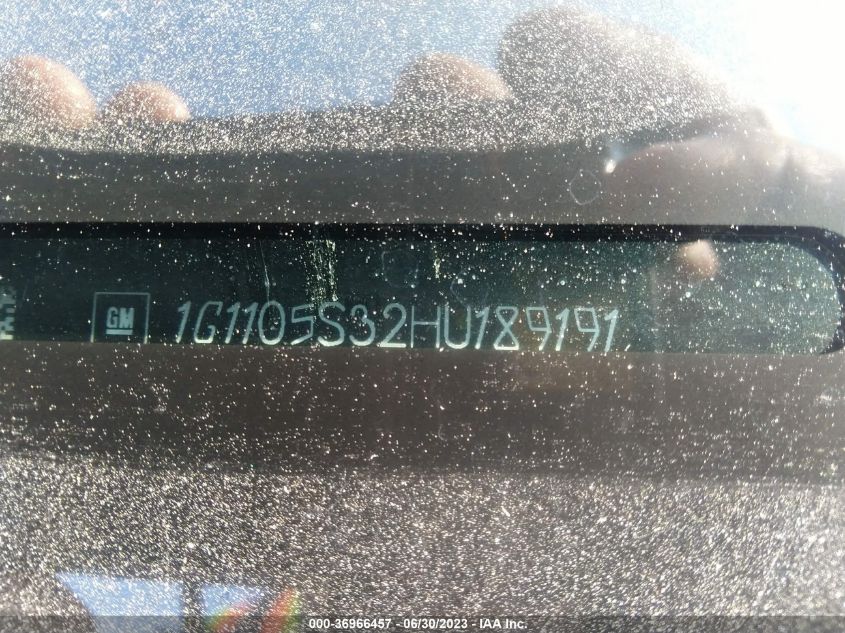 GM 1G1105S32HU189191
000-36966457 - 06/30/2023 - IAA Inc.